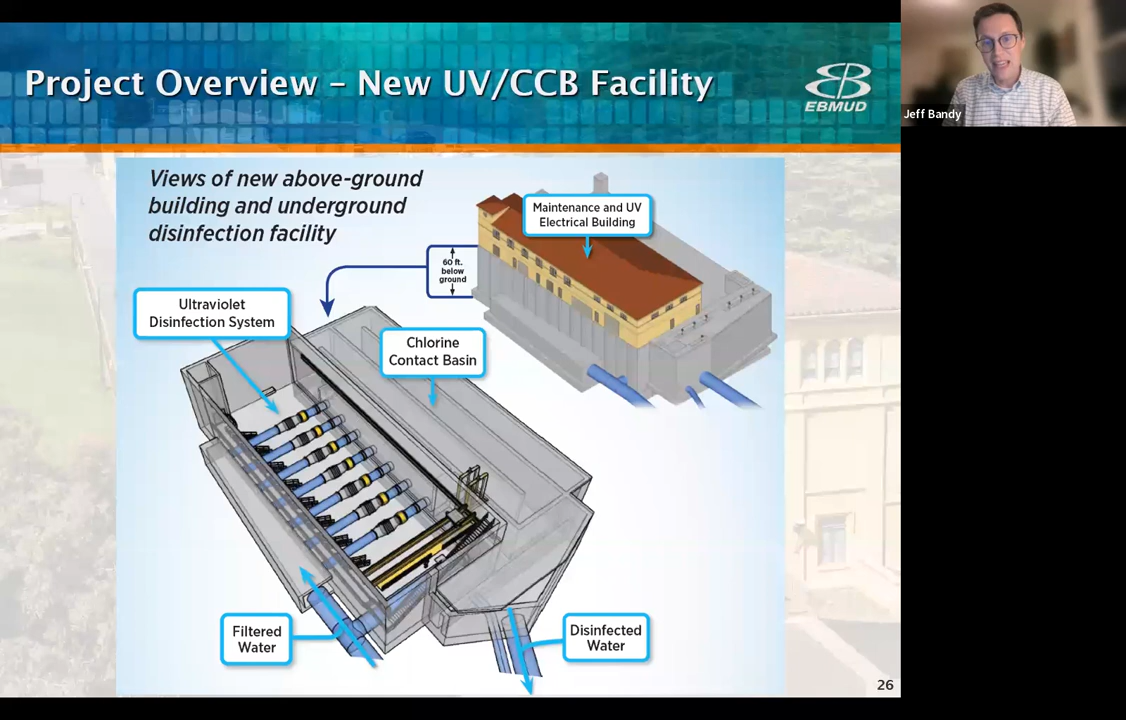 Project Overview – New UV/CCB Facility
EBMUD
Jeff Bandy
Views of new above-ground
building and underground
disinfection facility
Maintenance and UV
Electrical Building
60 ft.
below
ground
Ultraviolet
Disinfection System
Chlorine
Contact Basin
Filtered
Water
Disinfected
Water
26